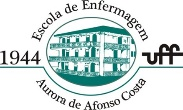 Escola de Enfermagem
1944
uff
Aurora de Afonso Costa